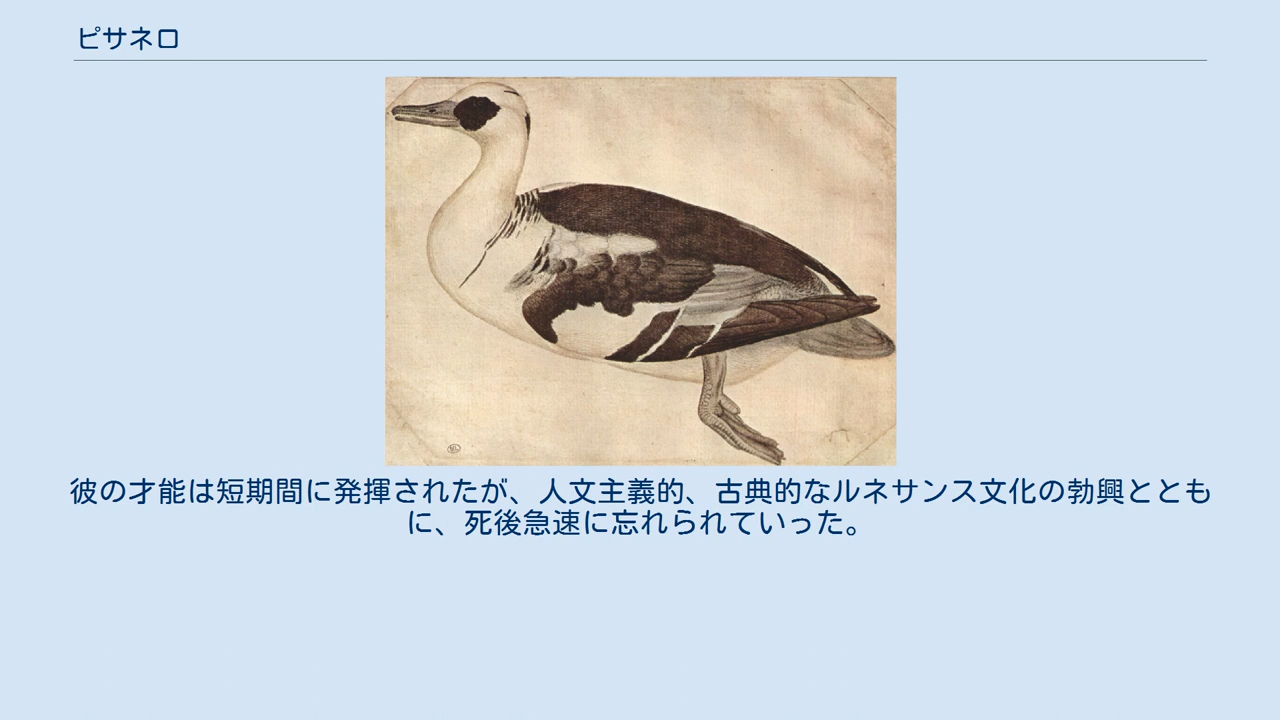 ピサネロ
彼の才能は短期間に発揮されたが、人文主義的、古典的なルネサンス文化の勃興ととも
に、死後急速に忘れられていった。